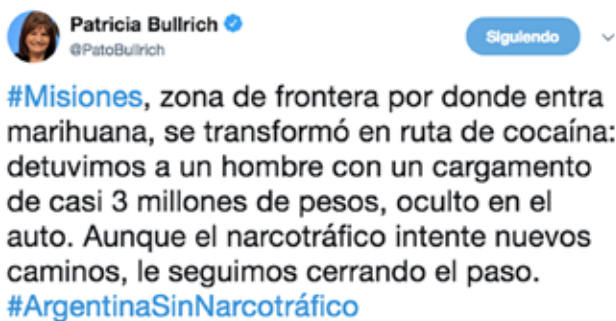 Patricia Bullrich
@PatoBullrich
Siguiendo
#Misiones, zona de frontera por donde entra
marihuana, se transformó en ruta de cocaína:
detuvimos a un hombre con un cargamento
de casi 3 millones de pesos, oculto en el
auto. Aunque el narcotráfico intente nuevos
caminos, le seguimos cerrando el paso.
#ArgentinaSinNarcotráfico